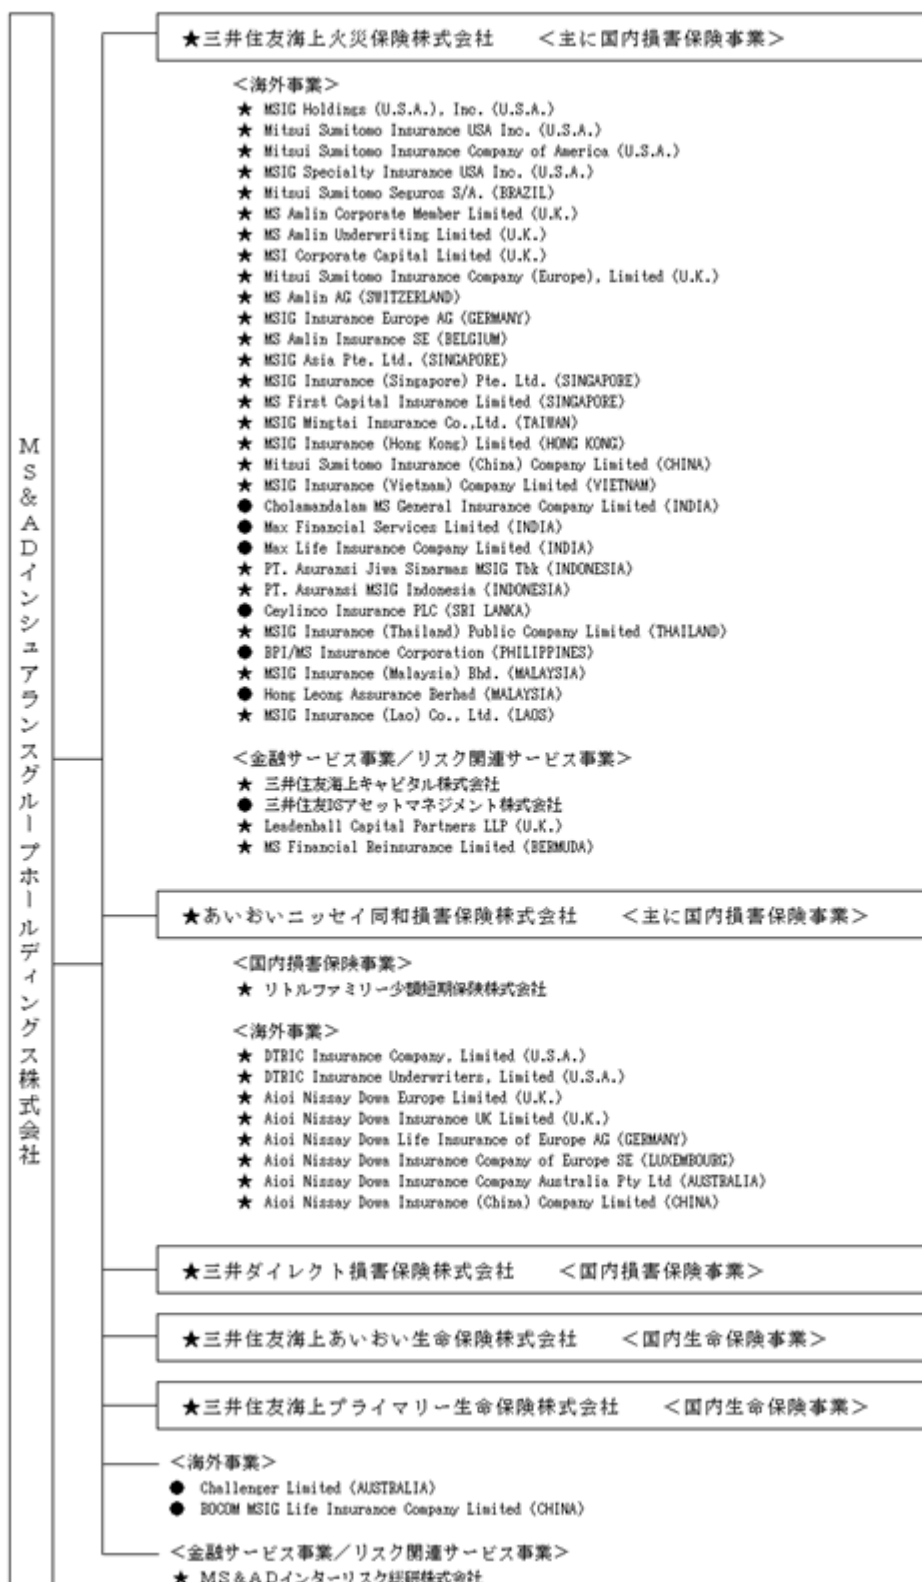 MS&ADインシュアランスグループホールディングス株式会社
★三井住友海上火災保険株式会社 <主に国内損害保険事業>
<海外事業>
★ MSIG Holdings (U.S.A.), Inc. (U.S.A.)
★ Mitsui Sumitomo Insurance USA Inc. (U.S.A.)
★ Mitsui Sumitomo Insurance Company of America (U.S.A.)
★ MSIG Specialty Insurance USA Inc. (U.S.A.)
★ Mitsui Sumitomo Seguros S/A. (BRAZIL)
★ MS Amlin Corporate Member Limited (U.K.)
★ MS Amlin Underwriting Limited (U.K.)
★ MSI Corporate Capital Limited (U.K.)
★ Mitsui Sumitomo Insurance Company (Europe), Limited (U.K.)
★ MS Amlin AG (SWITZERLAND)
★ MSIG Insurance Europe AG (GERMANY)
★ MS Amlin Insurance SE (BELGIUM)
★ MSIG Asia Pte. Ltd. (SINGAPORE)
★ MSIG Insurance (Singapore) Pte. Ltd. (SINGAPORE)
★ MS First Capital Insurance Limited (SINGAPORE)
★ MSIG Mingtai Insurance Co.,Ltd. (TAIWAN)
★ MSIG Insurance (Hong Kong) Limited (HONG KONG)
★ Mitsui Sumitomo Insurance (China) Company Limited (CHINA)
★ MSIG Insurance (Vietnam) Company Limited (VIETNAM)
● Cholamandalam MS General Insurance Company Limited (INDIA)
● Max Financial Services Limited (INDIA)
● Max Life Insurance Company Limited (INDIA)
★ PT. Asuransi Jiwa Sinarmas MSIG Tbk (INDONESIA)
★ PT. Asuransi MSIG Indonesia (INDONESIA)
● Ceylinco Insurance PLC (SRI LANKA)
★ MSIG Insurance (Thailand) Public Company Limited (THAILAND)
● BPI/MS Insurance Corporation (PHILIPPINES)
★ MSIG Insurance (Malaysia) Bhd. (MALAYSIA)
● Hong Leong Assurance Berhad (MALAYSIA)
★ MSIG Insurance (Lao) Co., Ltd. (LAOS)
<金融サービス事業/リスク関連サービス事業>
★ 三井住友海上キャピタル株式会社
● 三井住友DSアセットマネジメント株式会社
★ Leadenhall Capital Partners LLP (U.K.)
★ MS Financial Reinsurance Limited (BERMUDA)
★あいおいニッセイ同和損害保険株式会社 <主に国内損害保険事業>
<国内損害保険事業>
★ リトルファミリー少額短期保険株式会社
<海外事業>
★ DTRIC Insurance Company, Limited (U.S.A.)
★ DTRIC Insurance Underwriters, Limited (U.S.A.)
★ Aioi Nissay Dowa Europe Limited (U.K.)
★ Aioi Nissay Dowa Insurance UK Limited (U.K.)
★ Aioi Nissay Dowa Life Insurance of Europe AG (GERMANY)
★ Aioi Nissay Dowa Insurance Company of Europe SE (LUXEMBOURG)
★ Aioi Nissay Dowa Insurance Company Australia Pty Ltd (AUSTRALIA)
★ Aioi Nissay Dowa Insurance (China) Company Limited (CHINA)
★三井ダイレクト損害保険株式会社 <国内損害保険事業>
★三井住友海上あいおい生命保険株式会社 <国内生命保険事業>
★三井住友海上プライマリー生命保険株式会社 <国内生命保険事業>
<海外事業>
● Challenger Limited (AUSTRALIA)
● BOCOM MSIG Life Insurance Company Limited (CHINA)
<金融サービス事業/リスク関連サービス事業>
★ MS&ADインターリスク総研株式会社